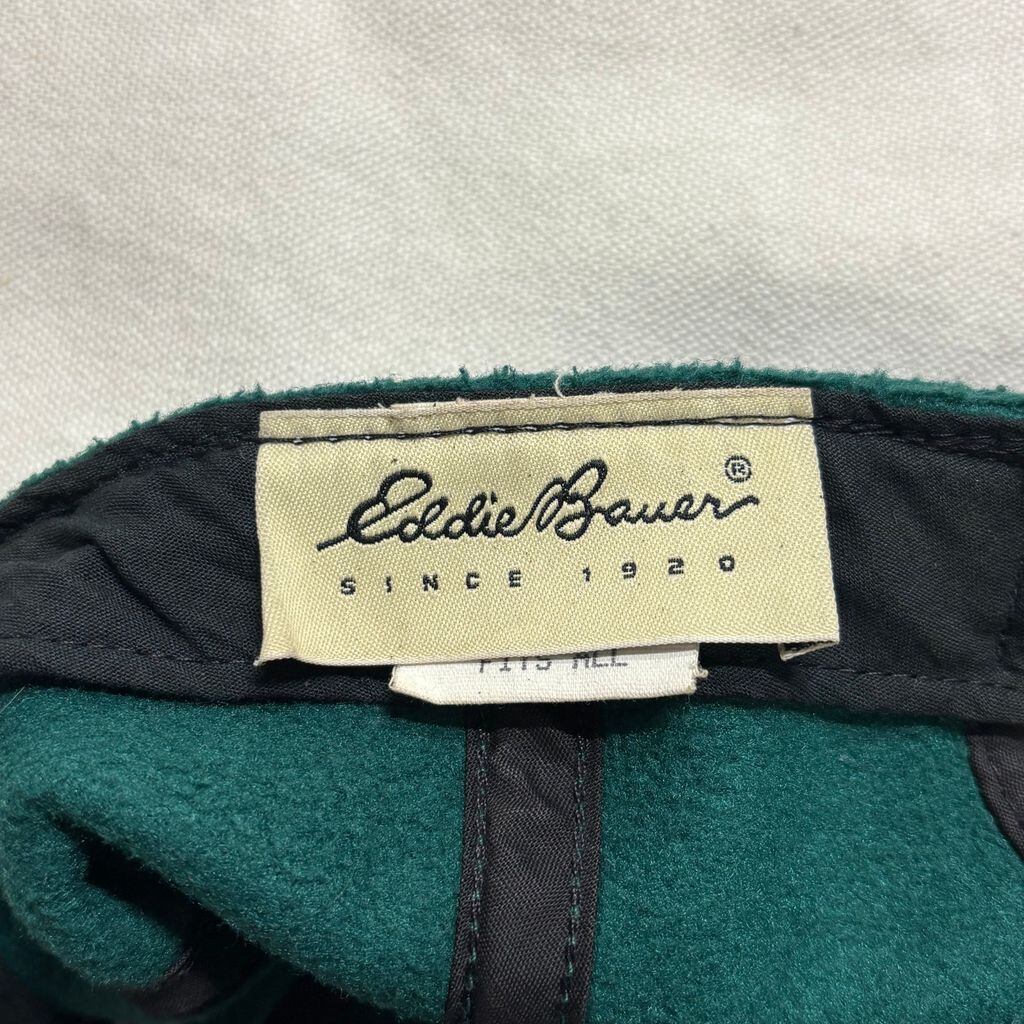 Eddie Bauer®
SINCE 1920
FITS ALL